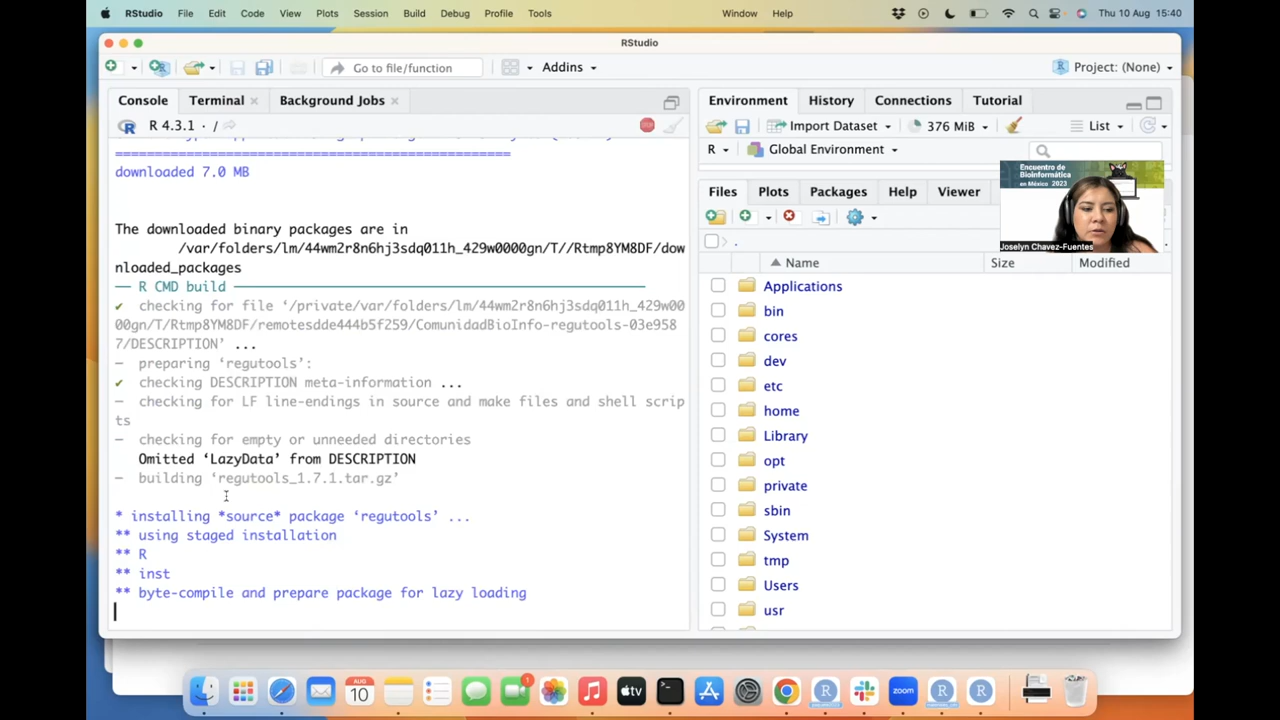 RStudio File Edit Code View Plots Session Build Debug Profile Tools Window Help Thu 10 Aug 15:40
RStudio
Go to file/function Addins Project: (None)
Console Terminal Background Jobs
R 4.3.1 · /
downloaded 7.0 MB
The downloaded binary packages are in
/var/folders/lm/44wm2r8n6hj3sdq011h_429w0000gn/T//Rtmp8YM8DF/dow
nloaded_packages
── R CMD build ──
✔ checking for file ‘/private/var/folders/lm/44wm2r8n6hj3sdq011h_429w00
00gn/T/Rtmp8YM8DF/remotesdde444b5f259/ComunidadBioInfo-regutools-03e958
7/DESCRIPTION’ ...
─ preparing ‘regutools’:
✔ checking DESCRIPTION meta-information ...
─ checking for LF line-endings in source and make files and shell scrip
ts
─ checking for empty or unneeded directories
Omitted ‘LazyData’ from DESCRIPTION
─ building ‘regutools_1.7.1.tar.gz’
* installing *source* package ‘regutools’ ...
** using staged installation
** R
** inst
** byte-compile and prepare package for lazy loading
Environment History Connections Tutorial
Import Dataset 376 MiB List
R Global Environment
Files Plots Packages Help Viewer
Encuentro de
Bioinformática
en México 2023
Joselyn Chavez-Fuentes
Name Size Modified
Applications
bin
cores
dev
etc
home
Library
opt
private
sbin
System
tmp
Users
usr
AUG
10
1
tv
zoom